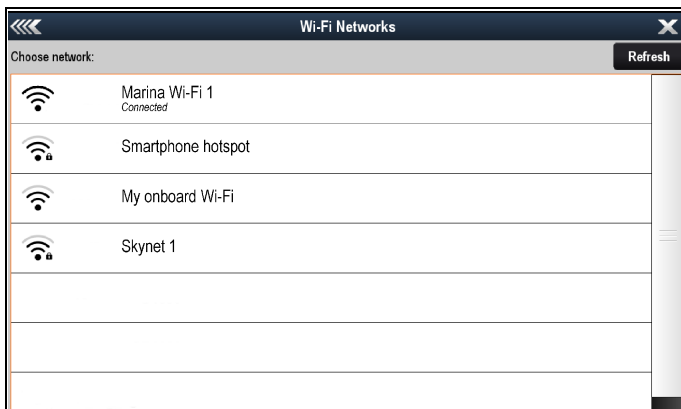 Wi-Fi Networks
Choose network:
Refresh
Marina Wi-Fi 1
Connected
Smartphone hotspot
My onboard Wi-Fi
Skynet 1